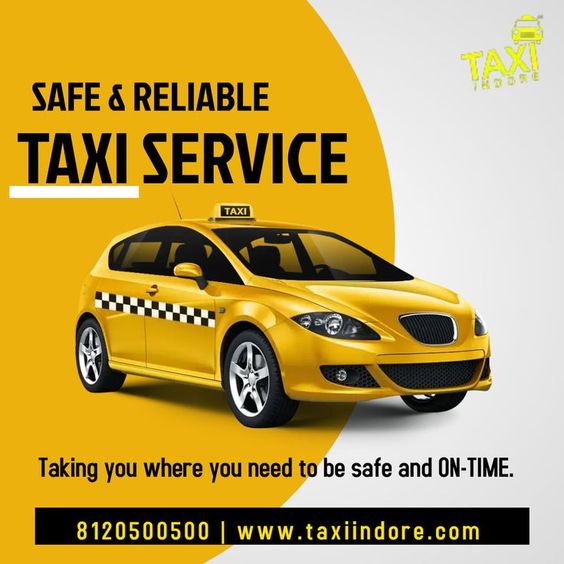 TAXI
INDORE
SAFE & RELIABLE
TAXI SERVICE
TAXI
Taking you where you need to be safe and ON-TIME.
8120500500 | www.taxiindore.com